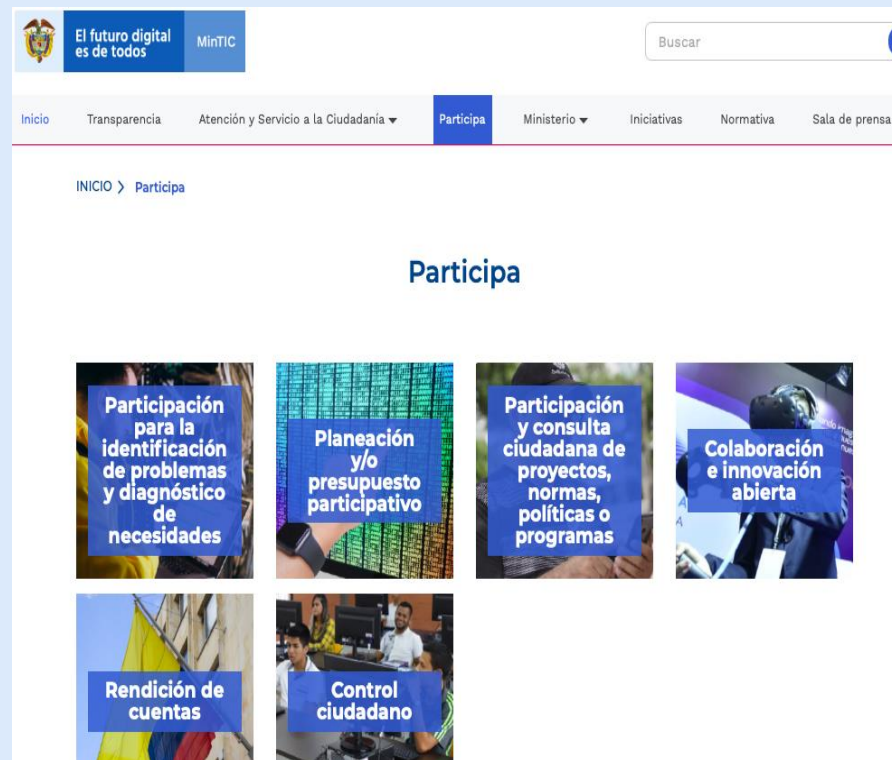 El futuro digital
es de todos
MinTIC
Buscar
Inicio
Transparencia
Atención y Servicio a la Ciudadanía
Participa
Ministerio
Iniciativas
Normativa
Sala de prensa
INICIO > Participa
Participa
Participación
para la
identificación
de problemas
y diagnóstico
de
necesidades
Planeación
y/o
presupuesto
participativo
Participación
y consulta
ciudadana de
proyectos,
normas,
políticas o
programas
Colaboración
e innovación
abierta
Rendición de
cuentas
Control
ciudadano